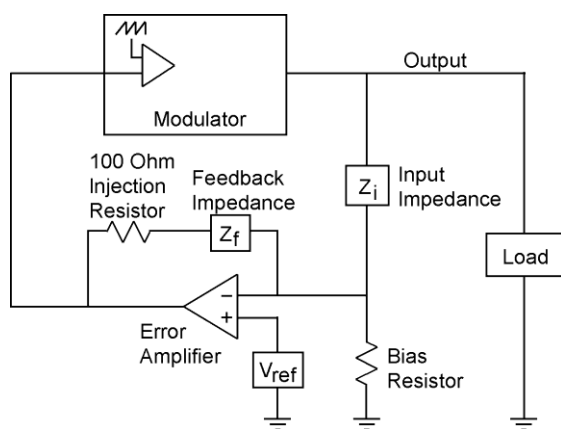 Modulator
Output
100 Ohm
Injection
Resistor
Feedback
Impedance
Zf
Zi
Input
Impedance
Load
−
+
Error
Amplifier
Vref
Bias
Resistor